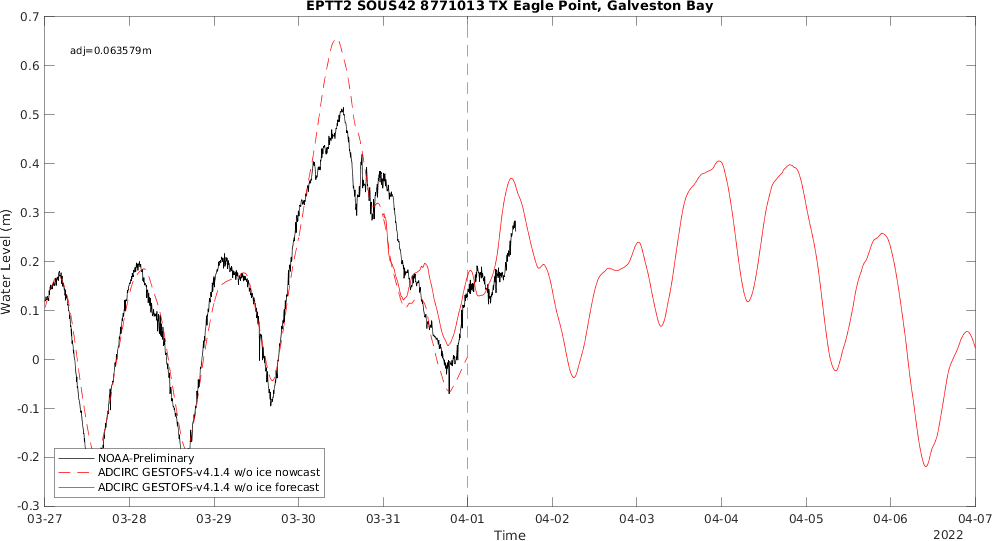 EPTT2 SOUS42 8771013 TX Eagle Point, Galveston Bay
0.7
adj=0.063579m
0.6
0.5
0.4
0.3
0.2
0.1
0
-0.1
-0.2
-0.3
Water Level (m)
NOAA-Preliminary
ADCIRC GESTOFS-v4.1.4 w/o ice nowcast
ADCIRC GESTOFS-v4.1.4 w/o ice forecast
03-27 03-28 03-29 03-30 03-31 04-01 04-02 04-03 04-04 04-05 04-06 04-07
Time
2022